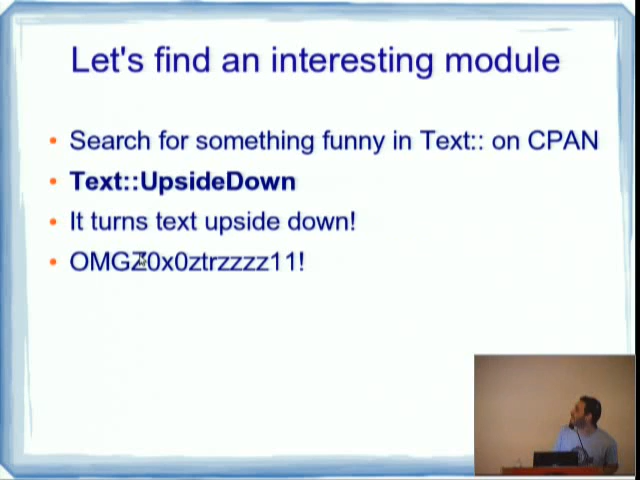 Let's find an interesting module
Search for something funny in Text:: on CPAN
Text::UpsideDown
It turns text upside down!
OMGZ0x0ztrzzzz11!